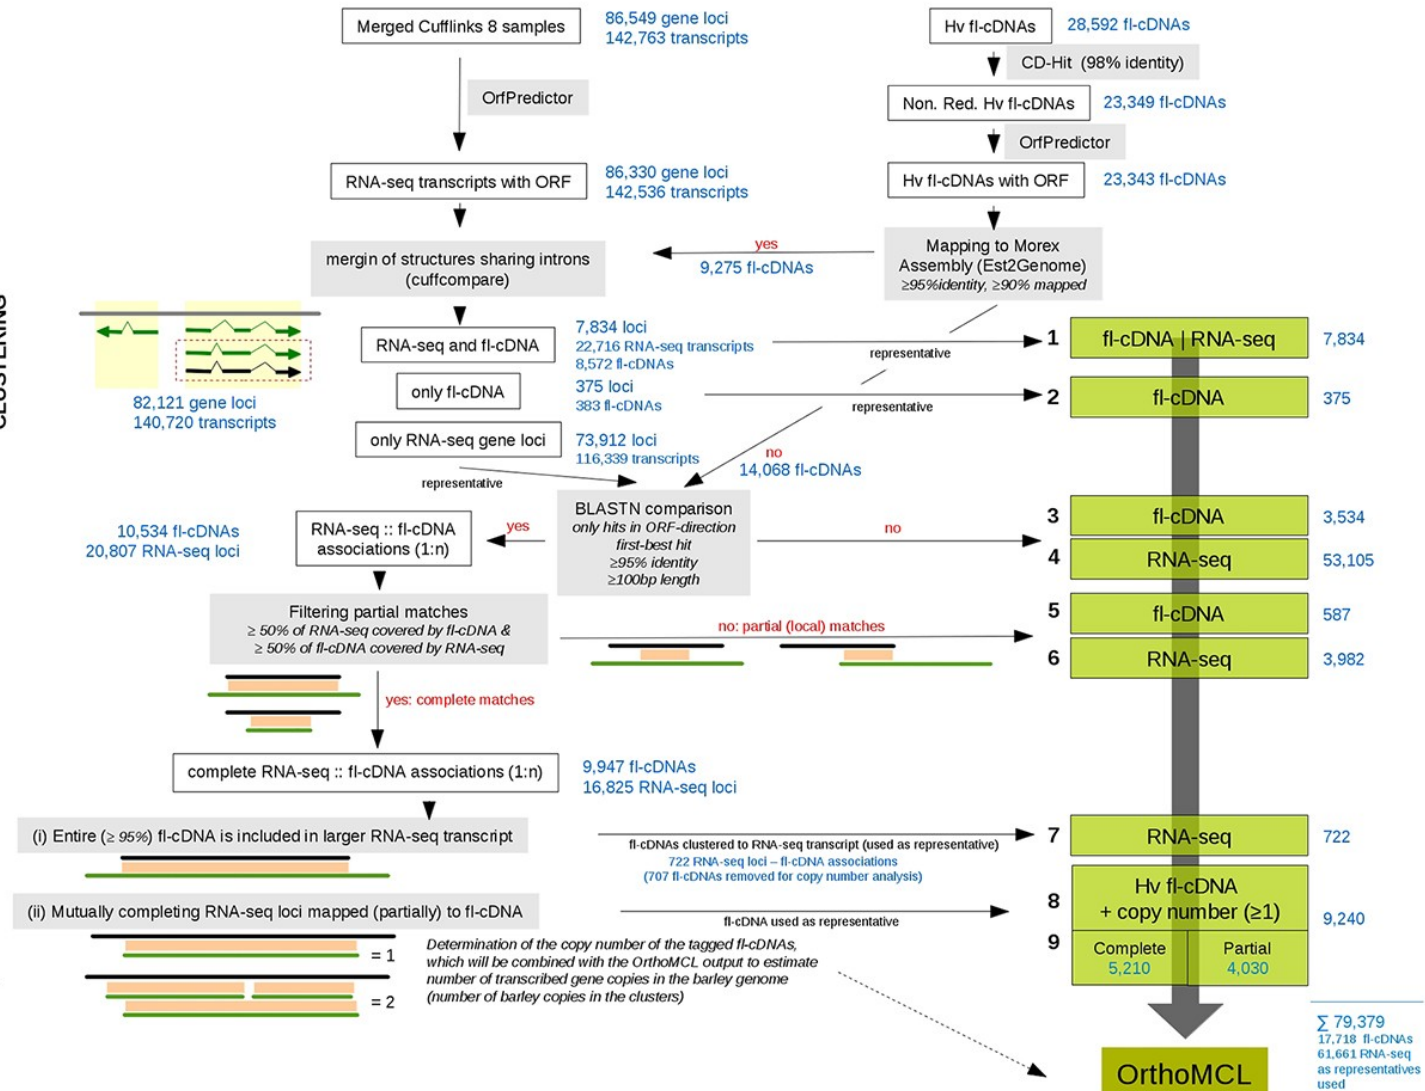 Merged Cufflinks 8 samples
86,549 gene loci
142,763 transcripts
Hv fl-cDNAs
28,592 fl-cDNAs
CD-Hit (98% identity)
OrfPredictor
Non. Red. Hv fl-cDNAs
23,349 fl-cDNAs
OrfPredictor
RNA-seq transcripts with ORF
86,330 gene loci
142,536 transcripts
Hv fl-cDNAs with ORF
23,343 fl-cDNAs
mergin of structures sharing introns
(cuffcompare)
yes
9,275 fl-cDNAs
Mapping to Morex
Assembly (Est2Genome)
≥95%identity, ≥90% mapped
CLUSTERING
82,121 gene loci
140,720 transcripts
RNA-seq and fl-cDNA
7,834 loci
22,716 RNA-seq transcripts
8,572 fl-cDNAs
representative
1
fl-cDNA | RNA-seq
7,834
only fl-cDNA
375 loci
383 fl-cDNAs
representative
2
fl-cDNA
375
only RNA-seq gene loci
73,912 loci
116,339 transcripts
representative
no
14,068 fl-cDNAs
BLASTN comparison
only hits in ORF-direction
first-best hit
≥95% identity
≥100bp length
10,534 fl-cDNAs
20,807 RNA-seq loci
RNA-seq :: fl-cDNA
associations (1:n)
yes
no
3
fl-cDNA
3,534
4
RNA-seq
53,105
Filtering partial matches
≥ 50% of RNA-seq covered by fl-cDNA &
≥ 50% of fl-cDNA covered by RNA-seq
no: partial (local) matches
5
fl-cDNA
587
6
RNA-seq
3,982
yes: complete matches
complete RNA-seq :: fl-cDNA associations (1:n)
9,947 fl-cDNAs
16,825 RNA-seq loci
(i) Entire (≥ 95%) fl-cDNA is included in larger RNA-seq transcript
fl-cDNAs clustered to RNA-seq transcript (used as representative)
722 RNA-seq loci – fl-cDNA associations
(707 fl-cDNAs removed for copy number analysis)
7
RNA-seq
722
(ii) Mutually completing RNA-seq loci mapped (partially) to fl-cDNA
fl-cDNA used as representative
8
Hv fl-cDNA
+ copy number (≥1)
9,240
9
Complete
5,210
Partial
4,030
= 1
= 2
Determination of the copy number of the tagged fl-cDNAs,
which will be combined with the OrthoMCL output to estimate
number of transcribed gene copies in the barley genome
(number of barley copies in the clusters)
∑ 79,379
17,718 fl-cDNAs
61,661 RNA-seq
as representatives
used
OrthoMCL